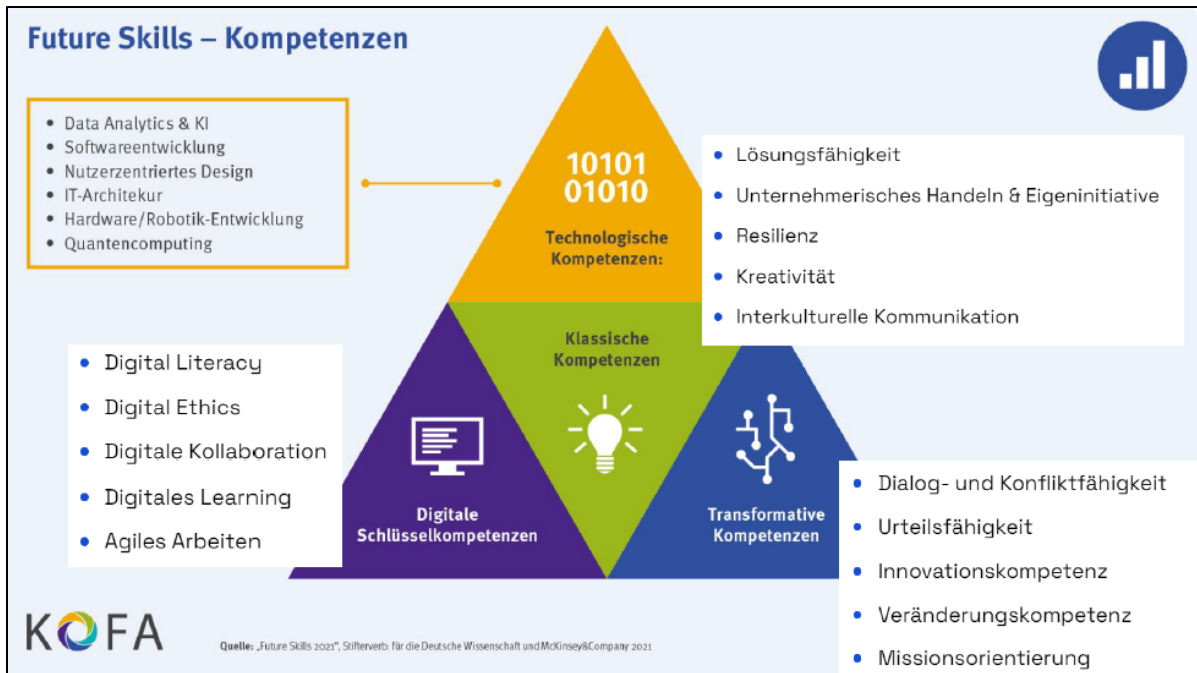 Future Skills – Kompetenzen
• Data Analytics & KI
• Softwareentwicklung
• Nutzerzentriertes Design
• IT-Architekur
• Hardware/Robotik-Entwicklung
• Quantencomputing
10101
01010
Technologische
Kompetenzen:
• Lösungsfähigkeit
• Unternehmerisches Handeln & Eigeninitiative
• Resilienz
• Kreativität
• Interkulturelle Kommunikation
Klassische
Kompetenzen
• Digital Literacy
• Digital Ethics
• Digitale Kollaboration
• Digitales Learning
• Agiles Arbeiten
Digitale
Schlüsselkompetenzen
Transformative
Kompetenzen
• Dialog- und Konfliktfähigkeit
• Urteilsfähigkeit
• Innovationskompetenz
• Veränderungskompetenz
• Missionsorientierung
KOFA
Quelle: „Future Skills 2021", Stifterverb: für die Deutsche Wissenschaft und McKinsey&Company 2021